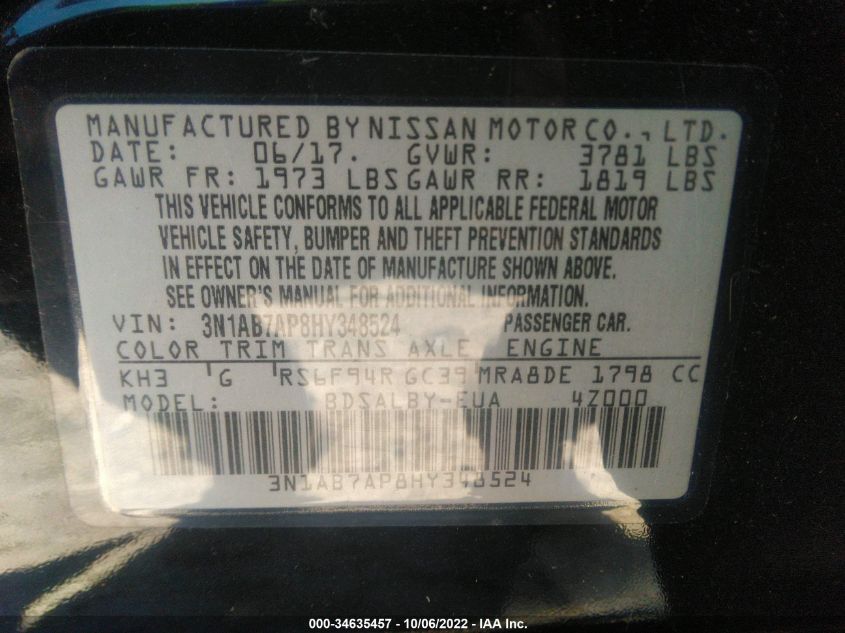 MANUFACTURED BY NISSAN MOTOR CO., LTD.
DATE: 06/17. GVWR: 3781 LBS
GAWR FR: 1973 LBS GAWR RR: 1819 LBS
THIS VEHICLE CONFORMS TO ALL APPLICABLE FEDERAL MOTOR
VEHICLE SAFETY, BUMPER AND THEFT PREVENTION STANDARDS
IN EFFECT ON THE DATE OF MANUFACTURE SHOWN ABOVE.
SEE OWNER'S MANUAL FOR ADDITIONAL INFORMATION.
VIN: 3N1AB7AP8HY348524 PASSENGER CAR.
COLOR TRIM TRANS AXLE ENGINE
KH3 'G 'RS6F94R GC39 MRA8DE 1798 CC
MODEL: BDSALBY-EUA 4Z000
3N1AB7AP8HY348524
000-34635457 - 10/06/2022 - IAA Inc.